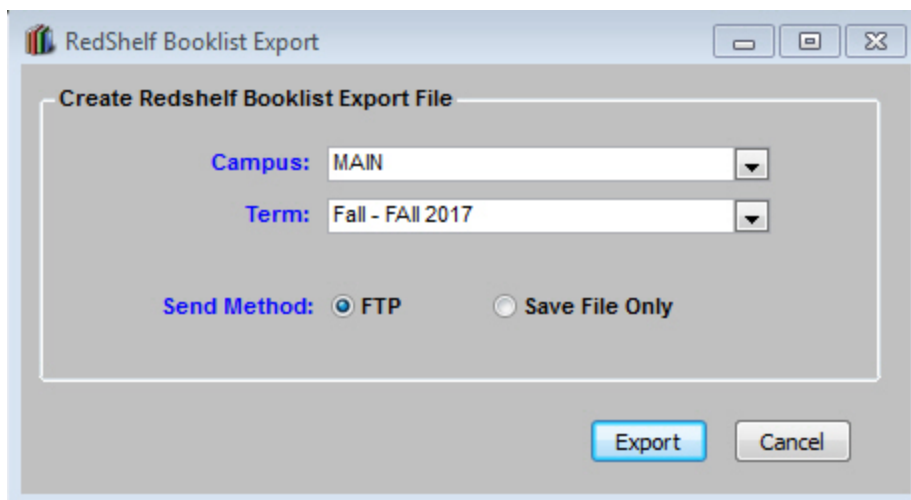 RedShelf Booklist Export
Create Redshelf Booklist Export File
Campus: MAIN
Term: Fall - FAll 2017
Send Method: FTP Save File Only
Export Cancel